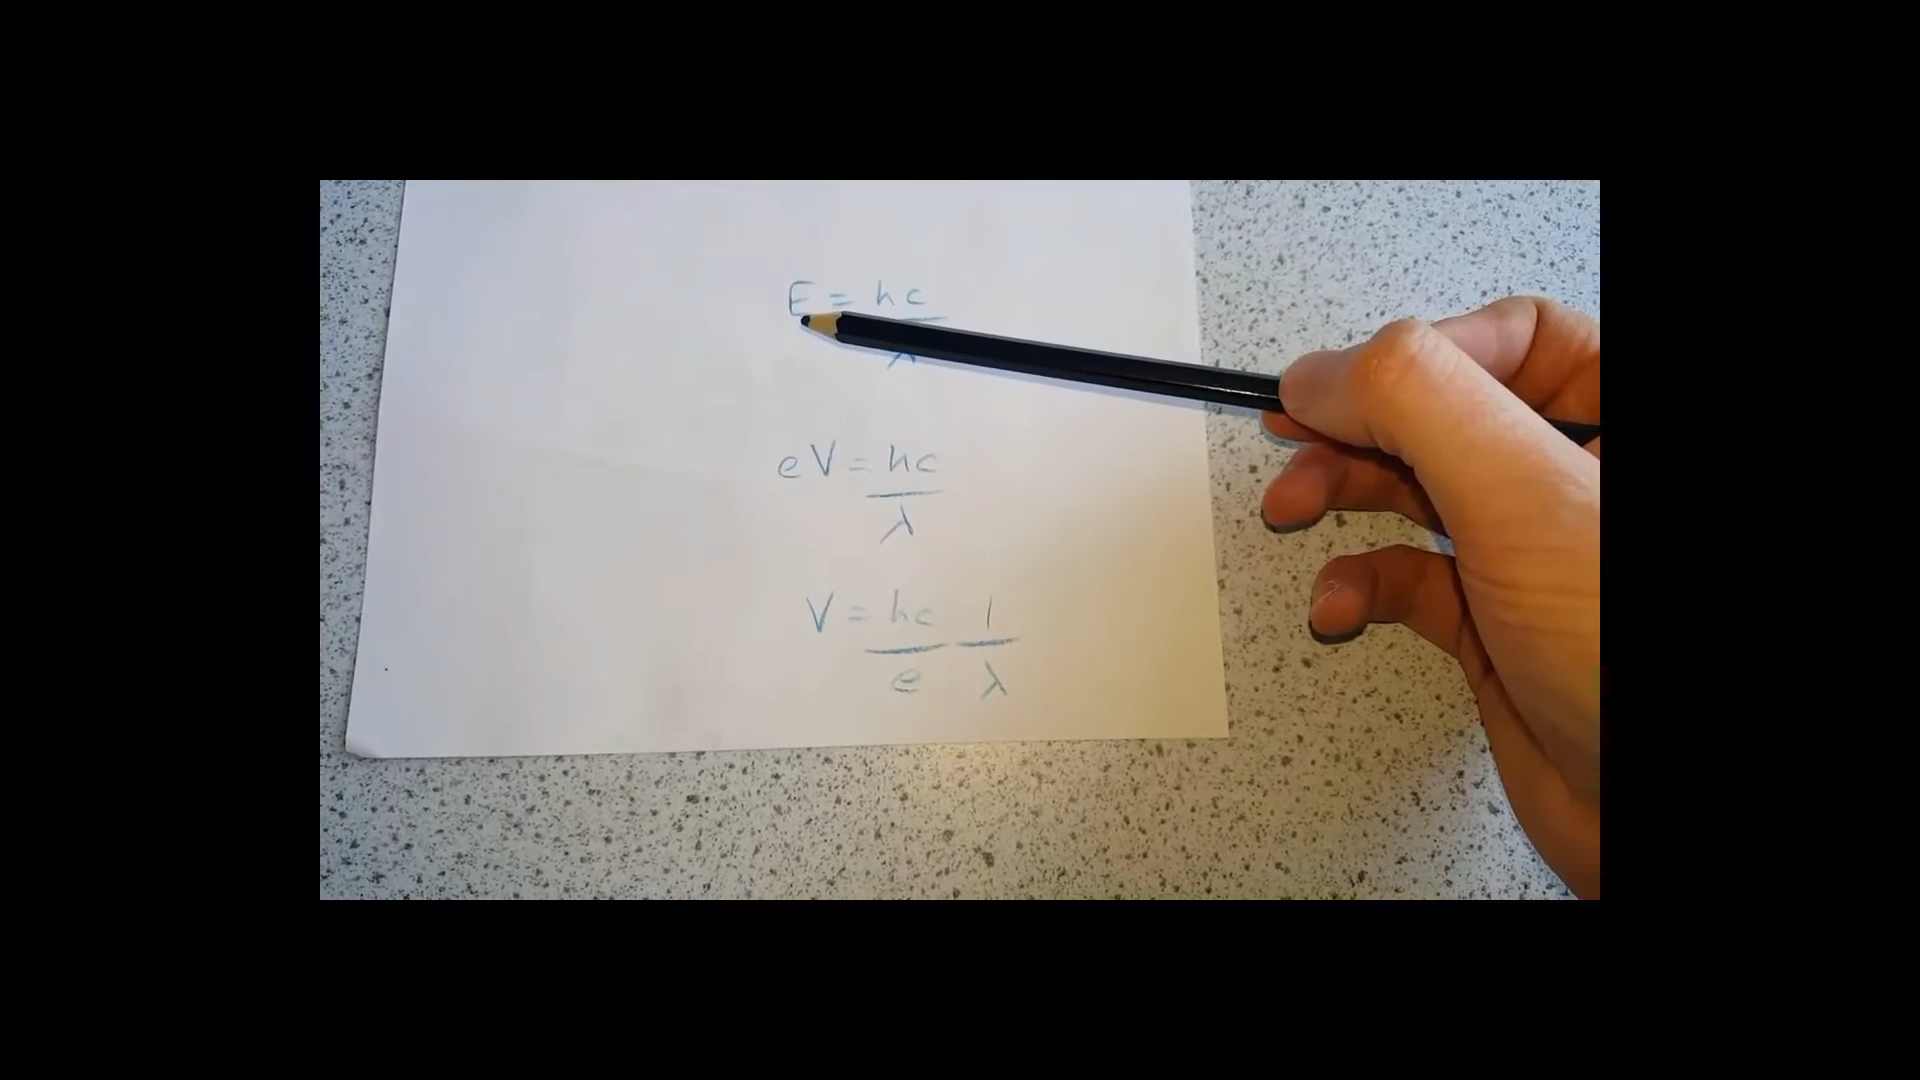 E = hc
λ
eV = hc
λ
V = hc 1
e λ